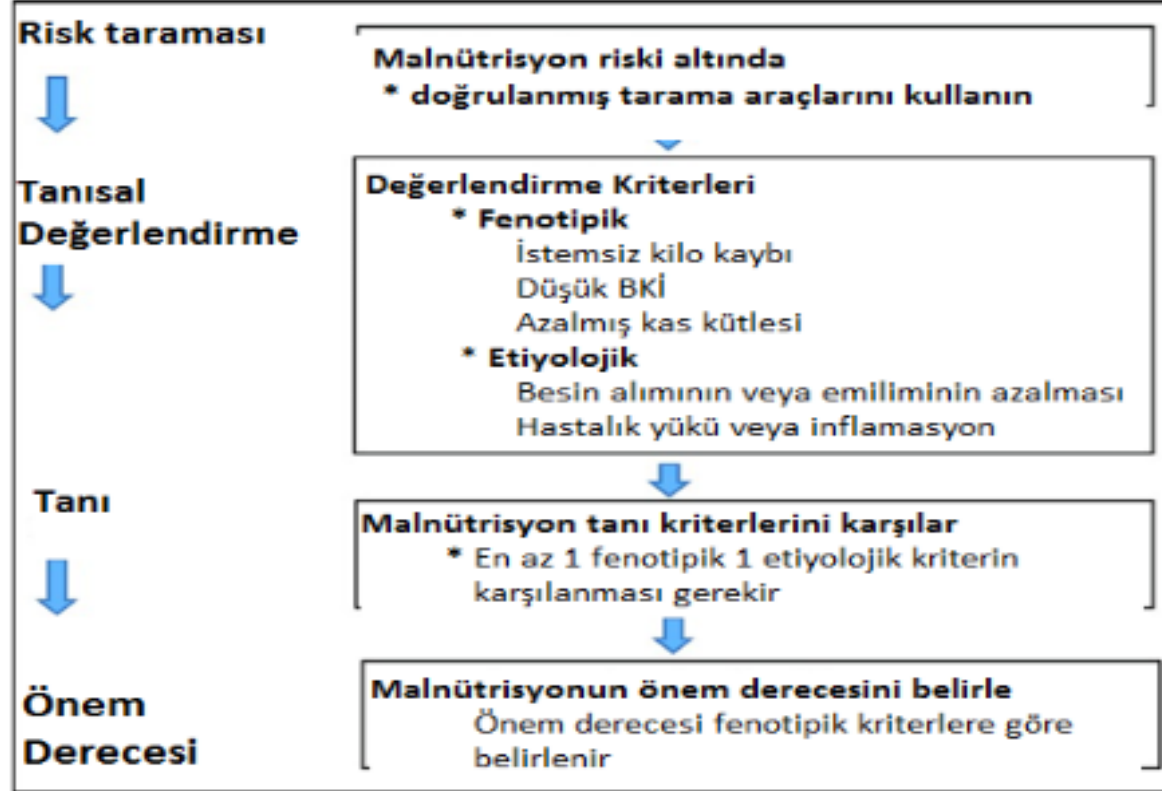 Risk taraması
Malnütrisyon riski altında
* doğrulanmış tarama araçlarını kullanın
Tanısal
Değerlendirme
Değerlendirme Kriterleri
* Fenotipik
İstemsiz kilo kaybı
Düşük BKİ
Azalmış kas kütlesi
* Etiyolojik
Besin alımının veya emiliminin azalması
Hastalık yükü veya inflamasyon
Tanı
Malnütrisyon tanı kriterlerini karşılar
* En az 1 fenotipik 1 etiyolojik kriterin
karşılanması gerekir
Önem
Derecesi
Malnütrisyonun önem derecesini belirle
Önem derecesi fenotipik kriterlere göre
belirlenir